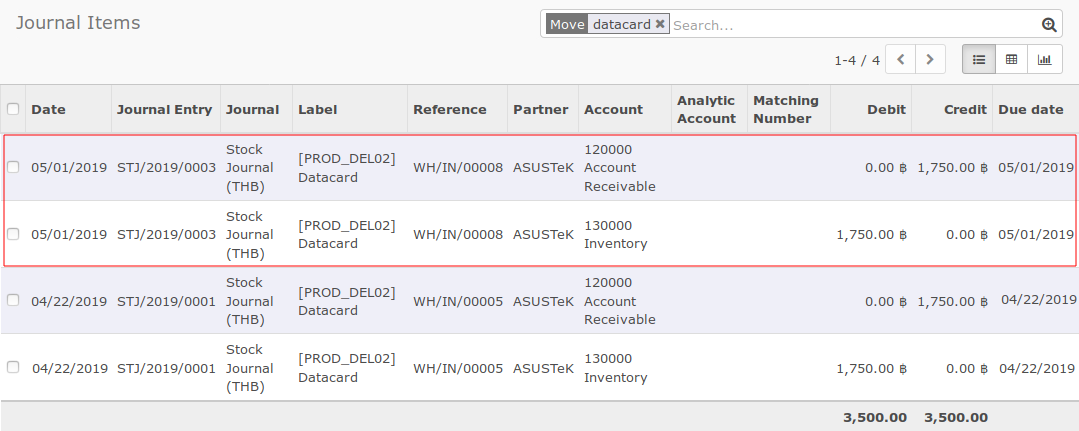 Journal Items
Move datacard ✖ Search...
1-4 / 4
Date Journal Entry Journal Label Reference Partner Account Analytic Account Matching Number Debit Credit Due date
05/01/2019 STJ/2019/0003 Stock Journal (THB) [PROD_DEL02] Datacard WH/IN/00008 ASUSTeK 120000 Account Receivable 0.00 ฿ 1,750.00 ฿ 05/01/2019
05/01/2019 STJ/2019/0003 Stock Journal (THB) [PROD_DEL02] Datacard WH/IN/00008 ASUSTeK 130000 Inventory 1,750.00 ฿ 0.00 ฿ 05/01/2019
04/22/2019 STJ/2019/0001 Stock Journal (THB) [PROD_DEL02] Datacard WH/IN/00005 ASUSTeK 120000 Account Receivable 0.00 ฿ 1,750.00 ฿ 04/22/2019
04/22/2019 STJ/2019/0001 Stock Journal (THB) [PROD_DEL02] Datacard WH/IN/00005 ASUSTeK 130000 Inventory 1,750.00 ฿ 0.00 ฿ 04/22/2019
3,500.00 3,500.00